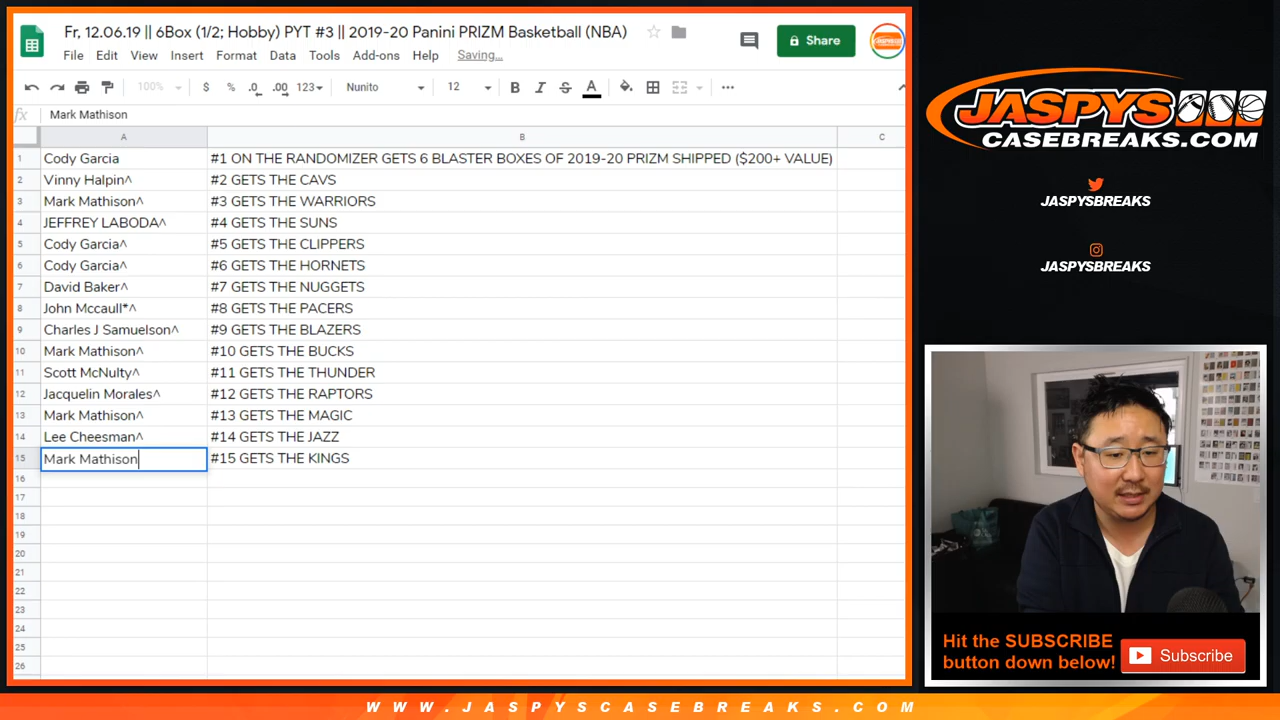 Fr, 12.06.19 || 6Box (1/2; Hobby) PYT #3 || 2019-20 Panini PRIZM Basketball (NBA)
File Edit View Insert Format Data Tools Add-ons Help Saving...
Share
100% $ % .0 .00 123 Nunito 12 B I S A
fx Mark Mathison
A B C
1 Cody Garcia #1 ON THE RANDOMIZER GETS 6 BLASTER BOXES OF 2019-20 PRIZM SHIPPED ($200+ VALUE)
2 Vinny Halpin^ #2 GETS THE CAVS
3 Mark Mathison^ #3 GETS THE WARRIORS
4 JEFFREY LABODA^ #4 GETS THE SUNS
5 Cody Garcia^ #5 GETS THE CLIPPERS
6 Cody Garcia^ #6 GETS THE HORNETS
7 David Baker^ #7 GETS THE NUGGETS
8 John Mccaull*^ #8 GETS THE PACERS
9 Charles J Samuelson^ #9 GETS THE BLAZERS
10 Mark Mathison^ #10 GETS THE BUCKS
11 Scott McNulty^ #11 GETS THE THUNDER
12 Jacquelin Morales^ #12 GETS THE RAPTORS
13 Mark Mathison^ #13 GETS THE MAGIC
14 Lee Cheesman^ #14 GETS THE JAZZ
15 Mark Mathison #15 GETS THE KINGS
16
17
18
19
20
21
22
23
24
25
26
JASPYS
CASEBREAKS.COM
JASPYSBREAKS
JASPYSBREAKS
Hit the SUBSCRIBE
button down below!
Subscribe
WWW.JASPYSCASEBREAKS.COM